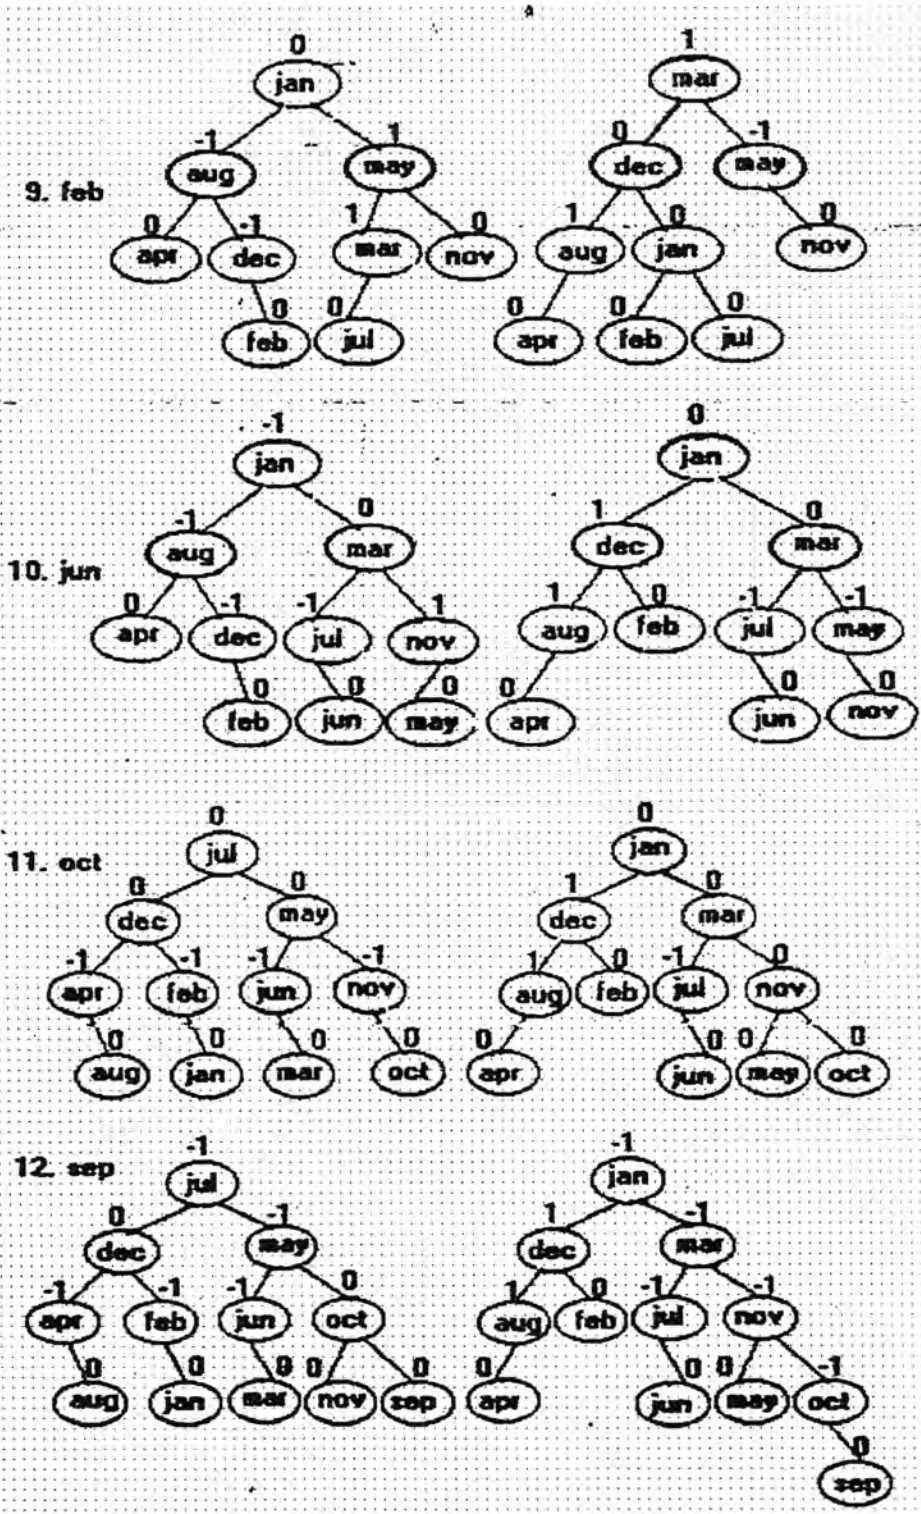 0 1
jan mar
-1 1 0 -1
aug may dec may
9. feb
0 -1 1 0 1 0 0
apr dec mar nov aug jan nov
0 0 0 0 0
feb jul apr feb jul
-1 0
jan jan
-1 0 1 0
aug mar dec mar
10. jun
0 -1 -1 1 1 0 -1 -1
apr dec jul nov aug feb jul may
0 0 0 0 0 0
feb jun may apr jun nov
0 0
11. oct jul jan
0 0 1 0
dec may dec mar
-1 -1 -1 -1 1 0 -1 0
apr feb jun nov aug feb jul nov
0 0 0 0 0 0 0 0
aug jan mar oct apr jun may oct
-1 -1
12. sep jul jan
0 -1 1 -1
dec may dec mar
-1 -1 -1 0 1 0 -1 -1
apr feb jun oct aug feb jul nov
0 0 0 0 0 0 0 0 -1
aug jan mar nov sep apr jun may oct
0
sep